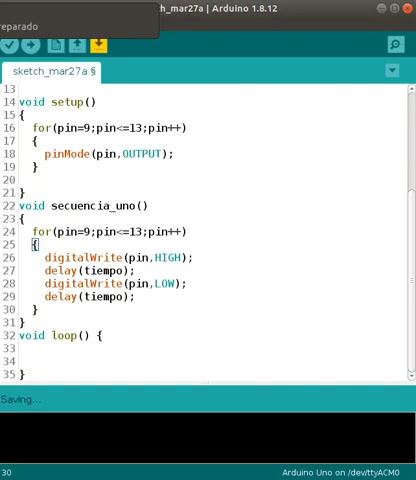 h_mar27a | Arduino 1.8.12
reparado
sketch_mar27a §
13
14 void setup()
15 {
16 for(pin=9;pin<=13;pin++)
17 {
18 pinMode(pin,OUTPUT);
19 }
20
21 }
22 void secuencia_uno()
23 {
24 for(pin=9;pin<=13;pin++)
25 {
26 digitalWrite(pin,HIGH);
27 delay(tiempo);
28 digitalWrite(pin,LOW);
29 delay(tiempo);
30 }
31 }
32 void loop() {
33
34
35 }
Saving...
30 Arduino Uno on /dev/ttyACM0